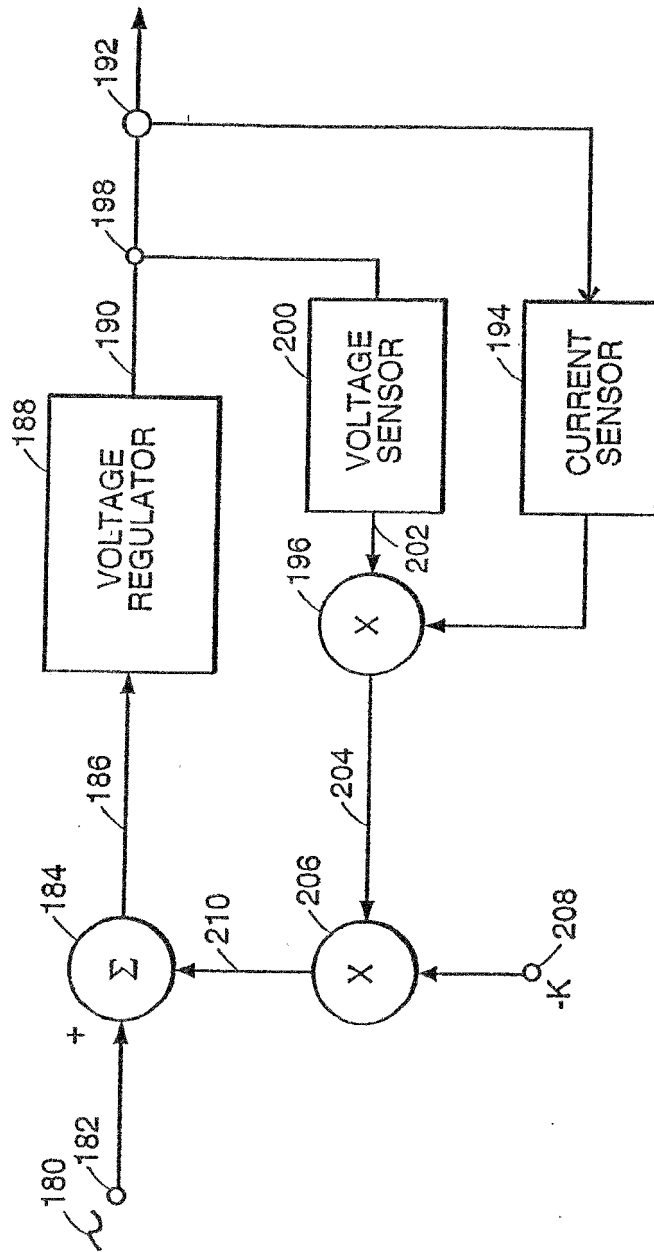 180
182
+
184
Σ
186
188
VOLTAGE
REGULATOR
190
198
192
210
206
X
204
196
X
202
200
VOLTAGE
SENSOR
194
CURRENT
SENSOR
-K
208